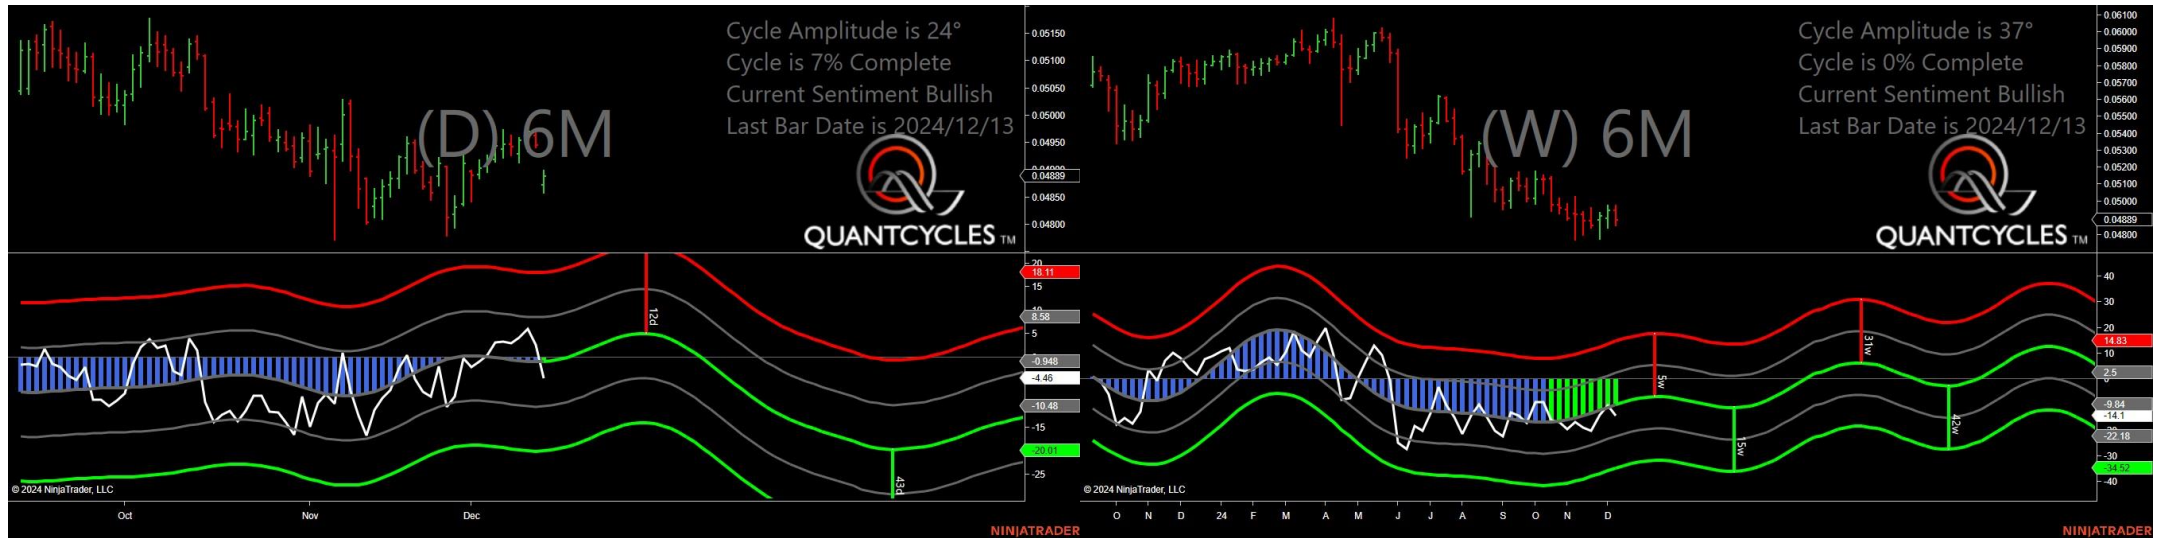 Cycle Amplitude is 24°
Cycle is 7% Complete
Current Sentiment Bullish
Last Bar Date is 2024/12/13
(D) 6M
QUANTCYCLES TM
0.05150
0.05100
0.05050
0.05000
0.04950
0.04889
0.04850
0.04800
20
18.11
15
8.58
5
-0.948
-4.46
-10.48
-15
-20.01
-25
12d
43d
© 2024 NinjaTrader, LLC
Oct Nov Dec
NINJATRADER
Cycle Amplitude is 37°
Cycle is 0% Complete
Current Sentiment Bullish
Last Bar Date is 2024/12/13
(W) 6M
QUANTCYCLES TM
0.06100
0.06000
0.05900
0.05800
0.05700
0.05600
0.05500
0.05400
0.05300
0.05200
0.05100
0.05000
0.04889
0.04800
40
30
20
14.83
10
2.5
-9.84
-14.1
-22.18
-30
-34.52
-40
5w
15w
31w
42w
© 2024 NinjaTrader, LLC
O N D 24 F M A M J J A S O N D
NINJATRADER